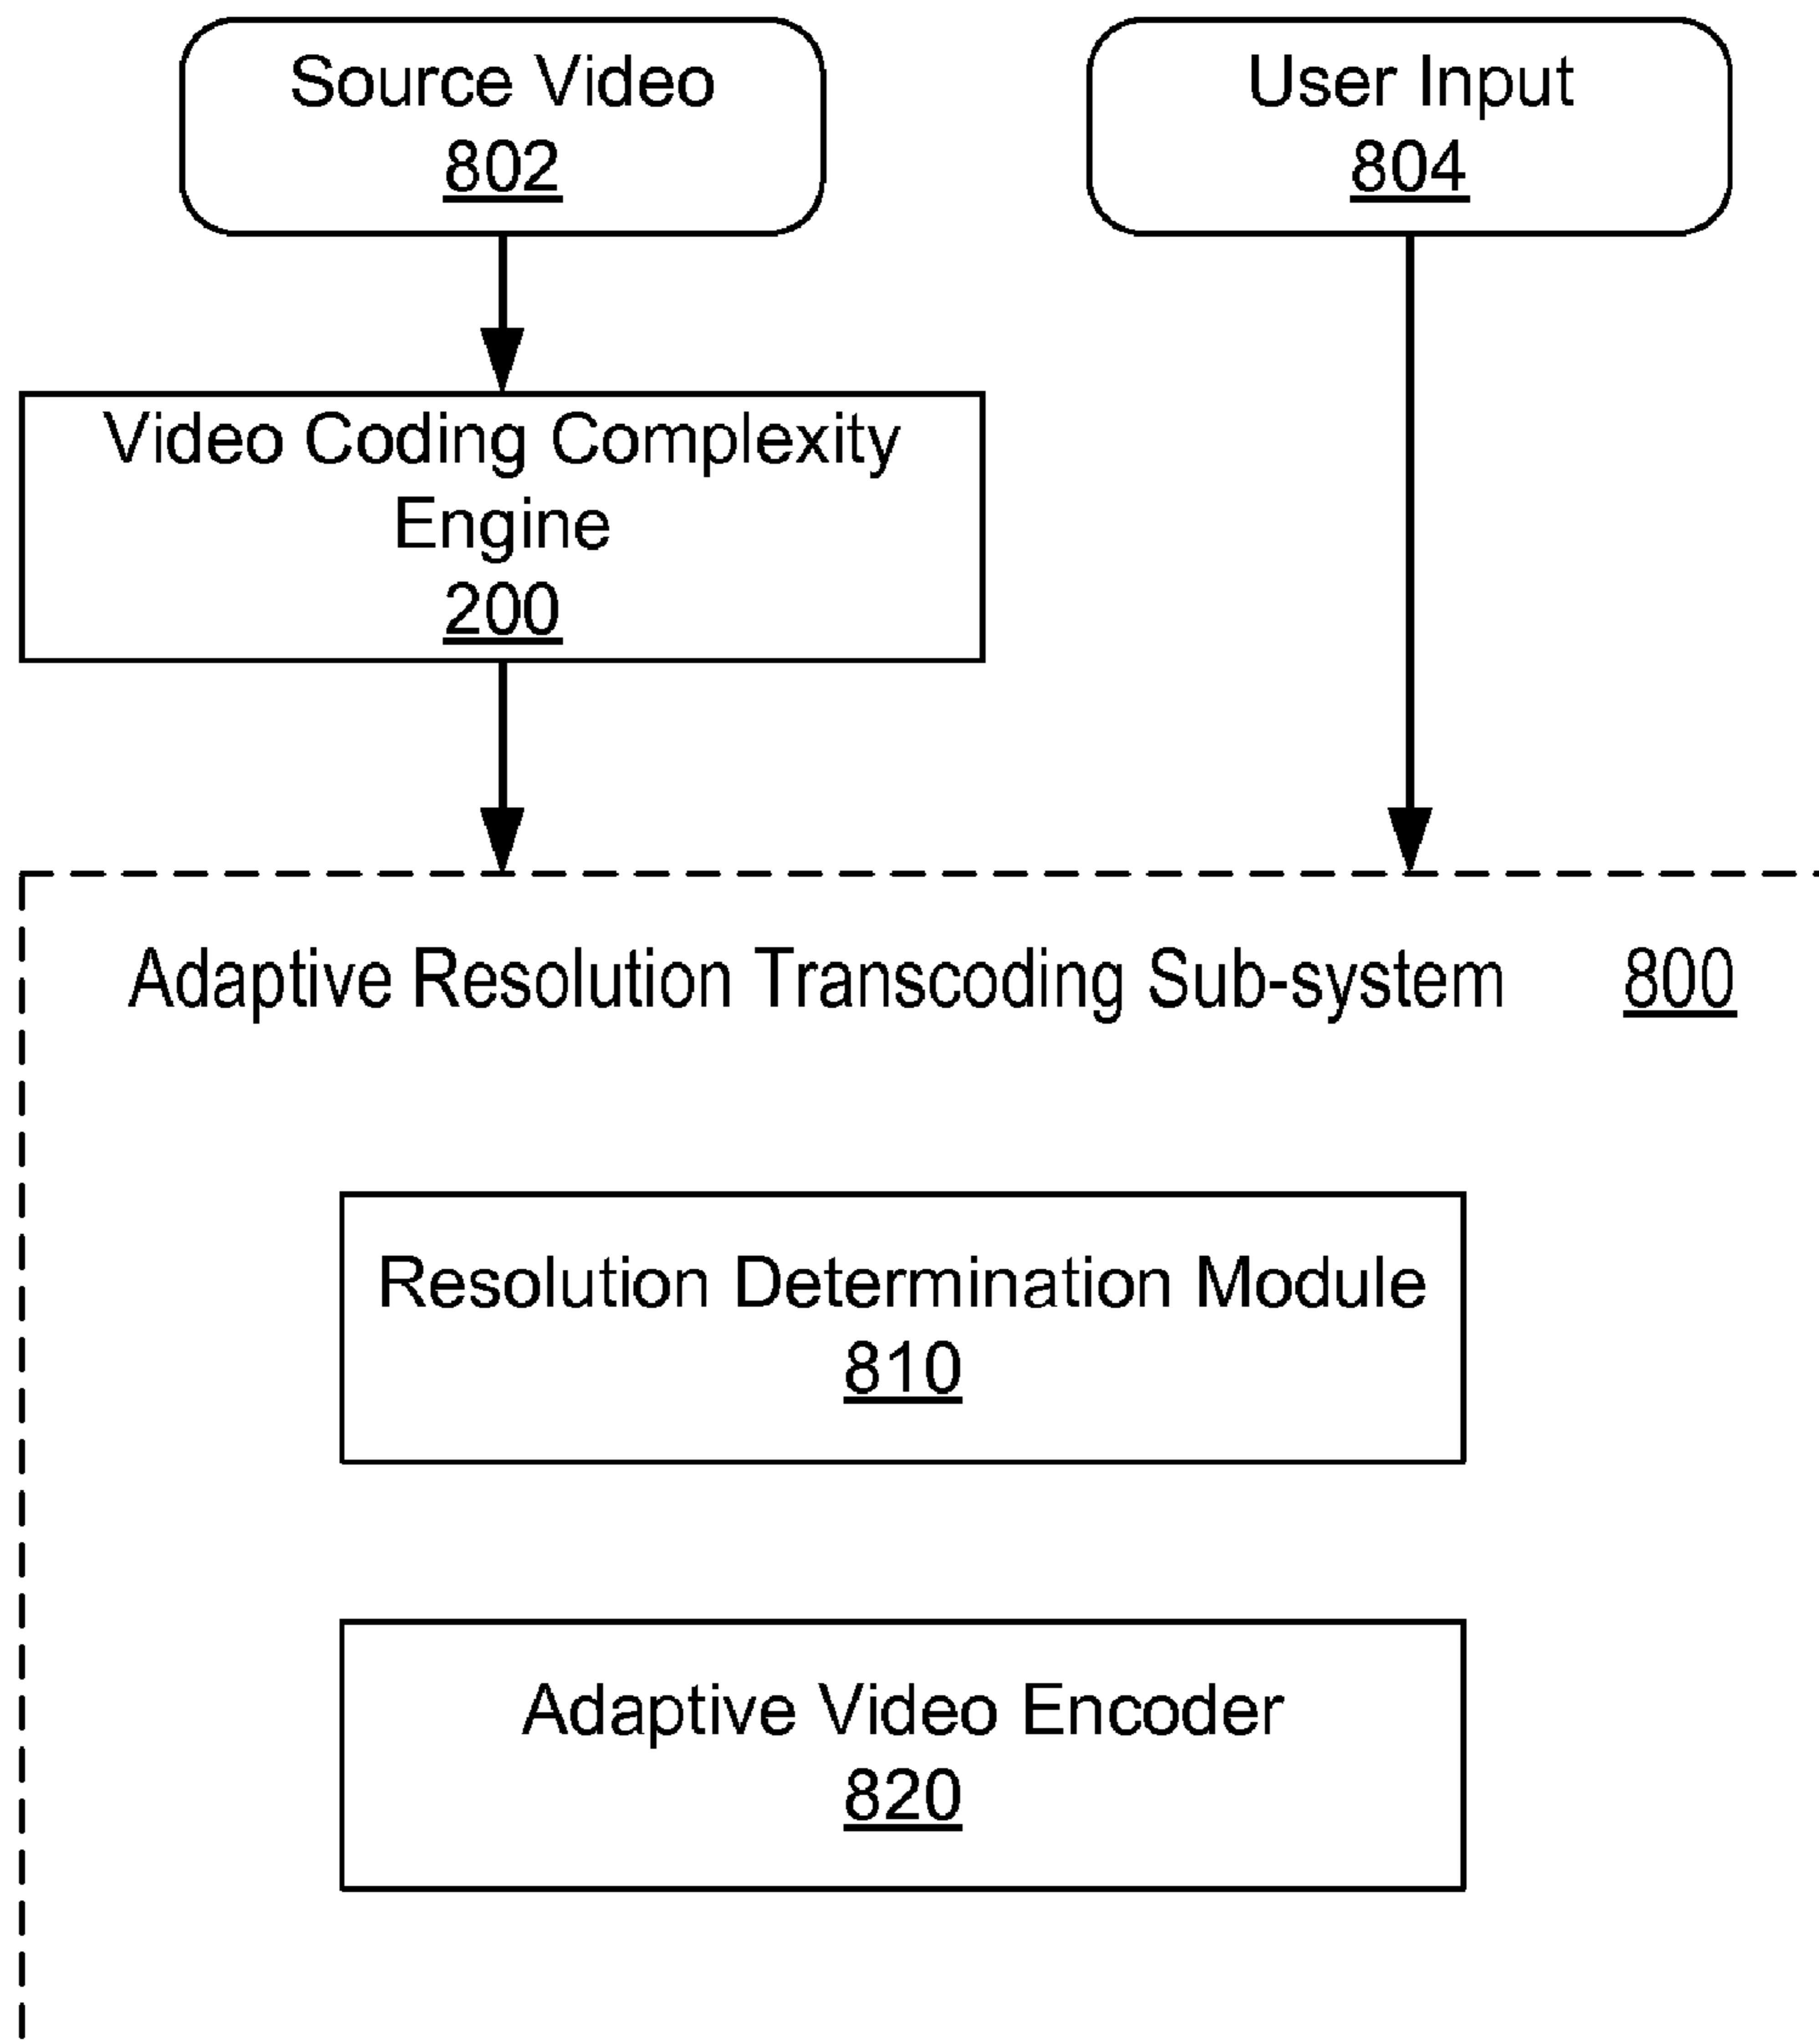 Source Video
802
User Input
804
Video Coding Complexity
Engine
200
Adaptive Resolution Transcoding Sub-system 800
Resolution Determination Module
810
Adaptive Video Encoder
820